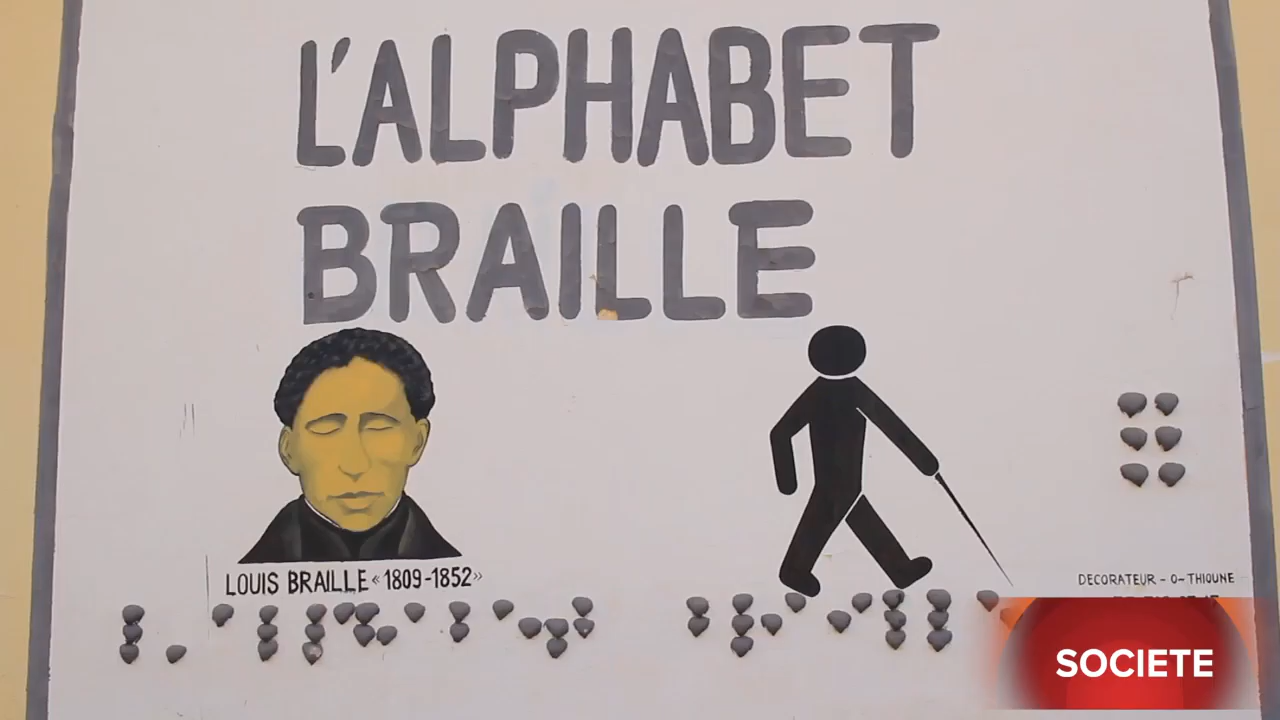 L'ALPHABET
BRAILLE
LOUIS BRAILLE «1809-1852»
DECORATEUR - O-THIOUNE
SOCIETE